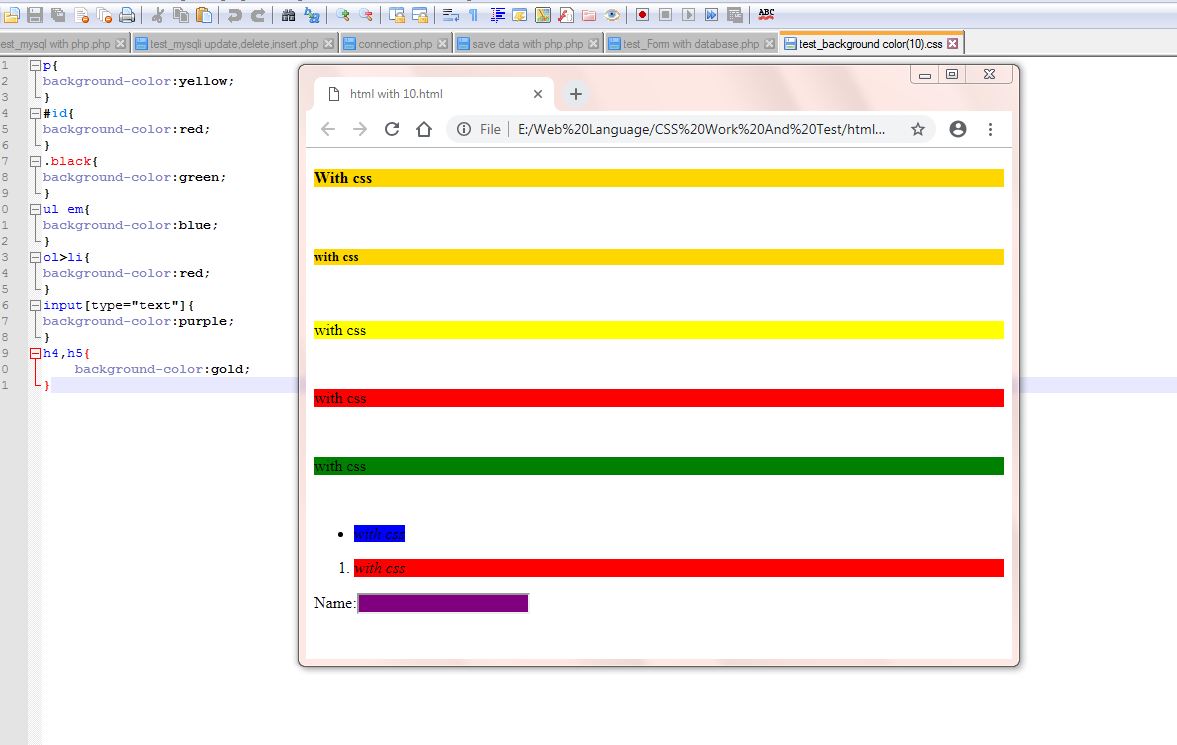 ABC
est_mysql with php.php
test_mysqli update,delete,insert.php
connection.php
save data with php.php
test_Form with database.php
test_background color(10).css
1 p{
2 background-color:yellow;
3 }
4 #id{
5 background-color:red;
6 }
7 .black{
8 background-color:green;
9 }
0 ul em{
1 background-color:blue;
2 }
3 ol>li{
4 background-color:red;
5 }
6 input[type="text"]{
7 background-color:purple;
8 }
9 h4,h5{
0 background-color:gold;
1 }
html with 10.html
File | E:/Web%20Language/CSS%20Work%20And%20Test/html...
With css
with css
with css
with css
with css
with css
1. with css
Name: